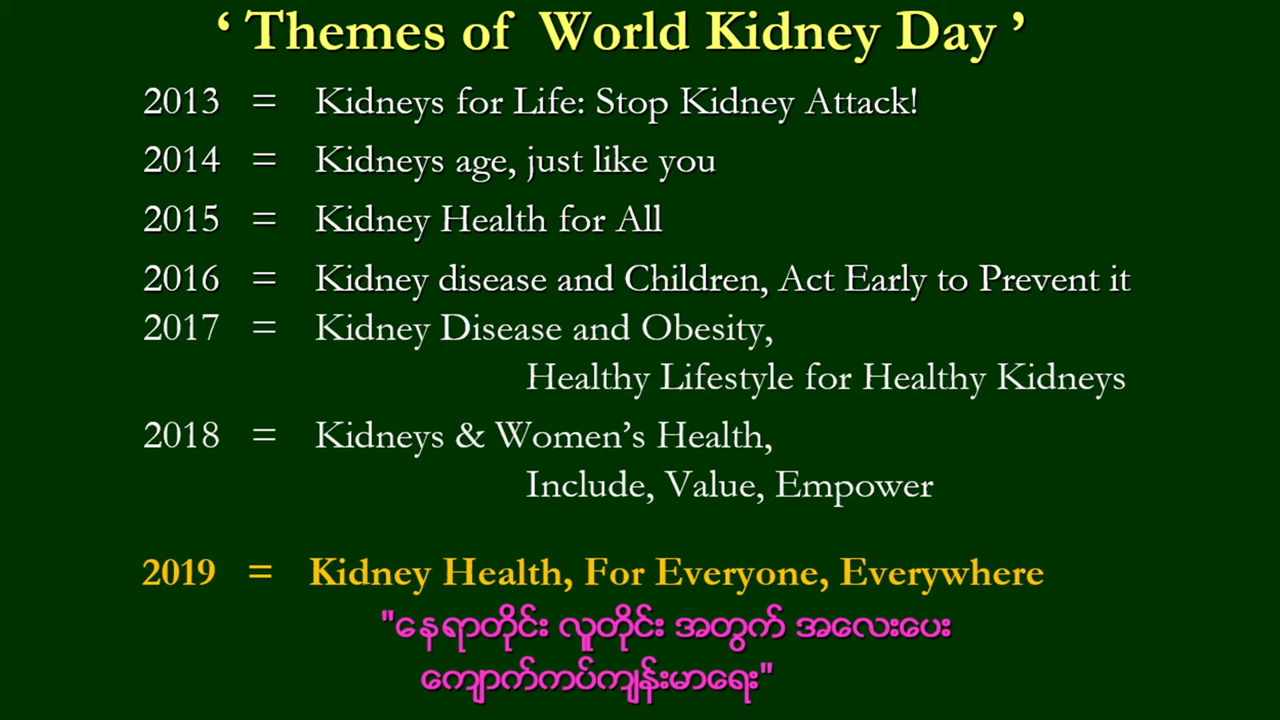 ‘ Themes of World Kidney Day ’
2013 = Kidneys for Life: Stop Kidney Attack!
2014 = Kidneys age, just like you
2015 = Kidney Health for All
2016 = Kidney disease and Children, Act Early to Prevent it
2017 = Kidney Disease and Obesity,
Healthy Lifestyle for Healthy Kidneys
2018 = Kidneys & Women’s Health,
Include, Value, Empower
2019 = Kidney Health, For Everyone, Everywhere
"နေရာတိုင်း လူတိုင်း အတွက် အလေးပေး
ကျောက်ကပ်ကျန်းမာရေး"